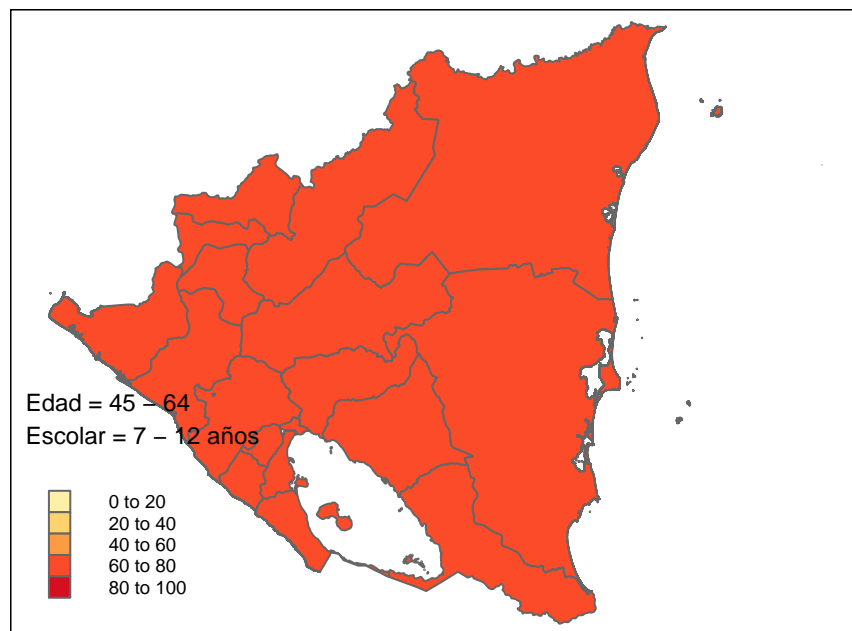 Edad = 45 – 64
Escolar = 7 – 12 años
0 to 20
20 to 40
40 to 60
60 to 80
80 to 100